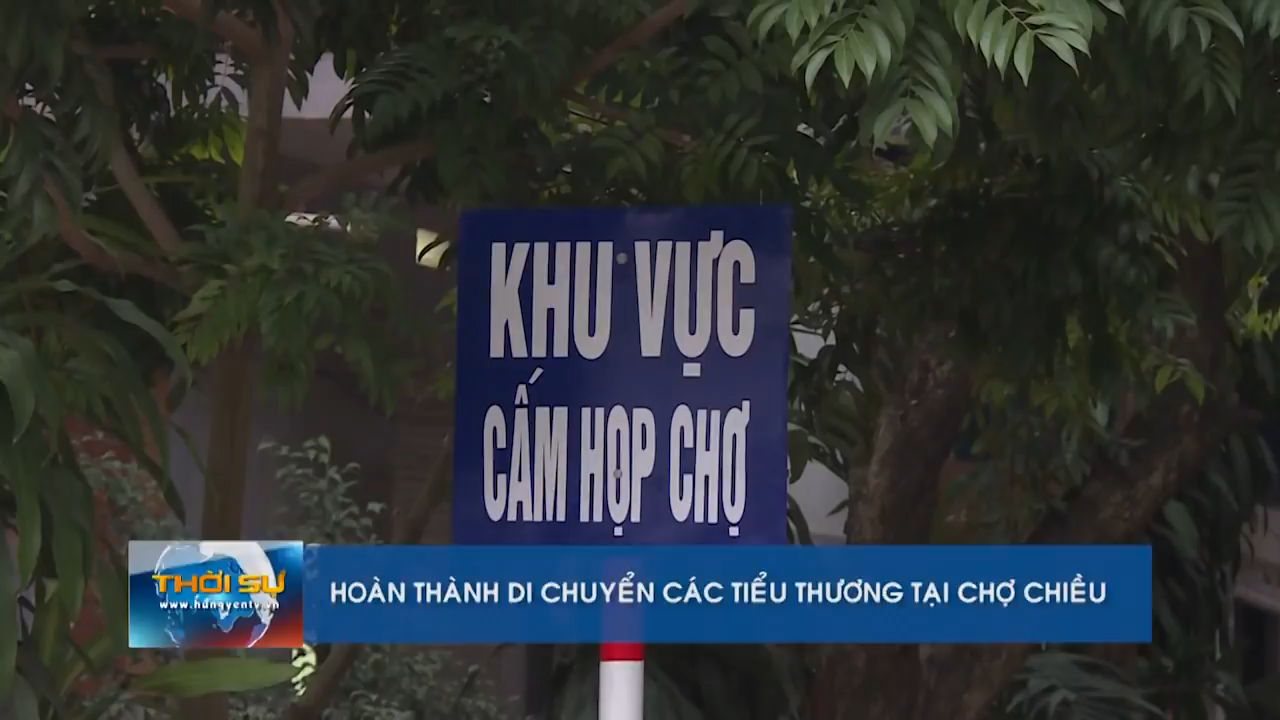 KHU VỰC
CẤM HỌP CHỢ
THỜI SỰ
www.hungyentv.vn
HOÀN THÀNH DI CHUYỂN CÁC TIỂU THƯƠNG TẠI CHỢ CHIỀU